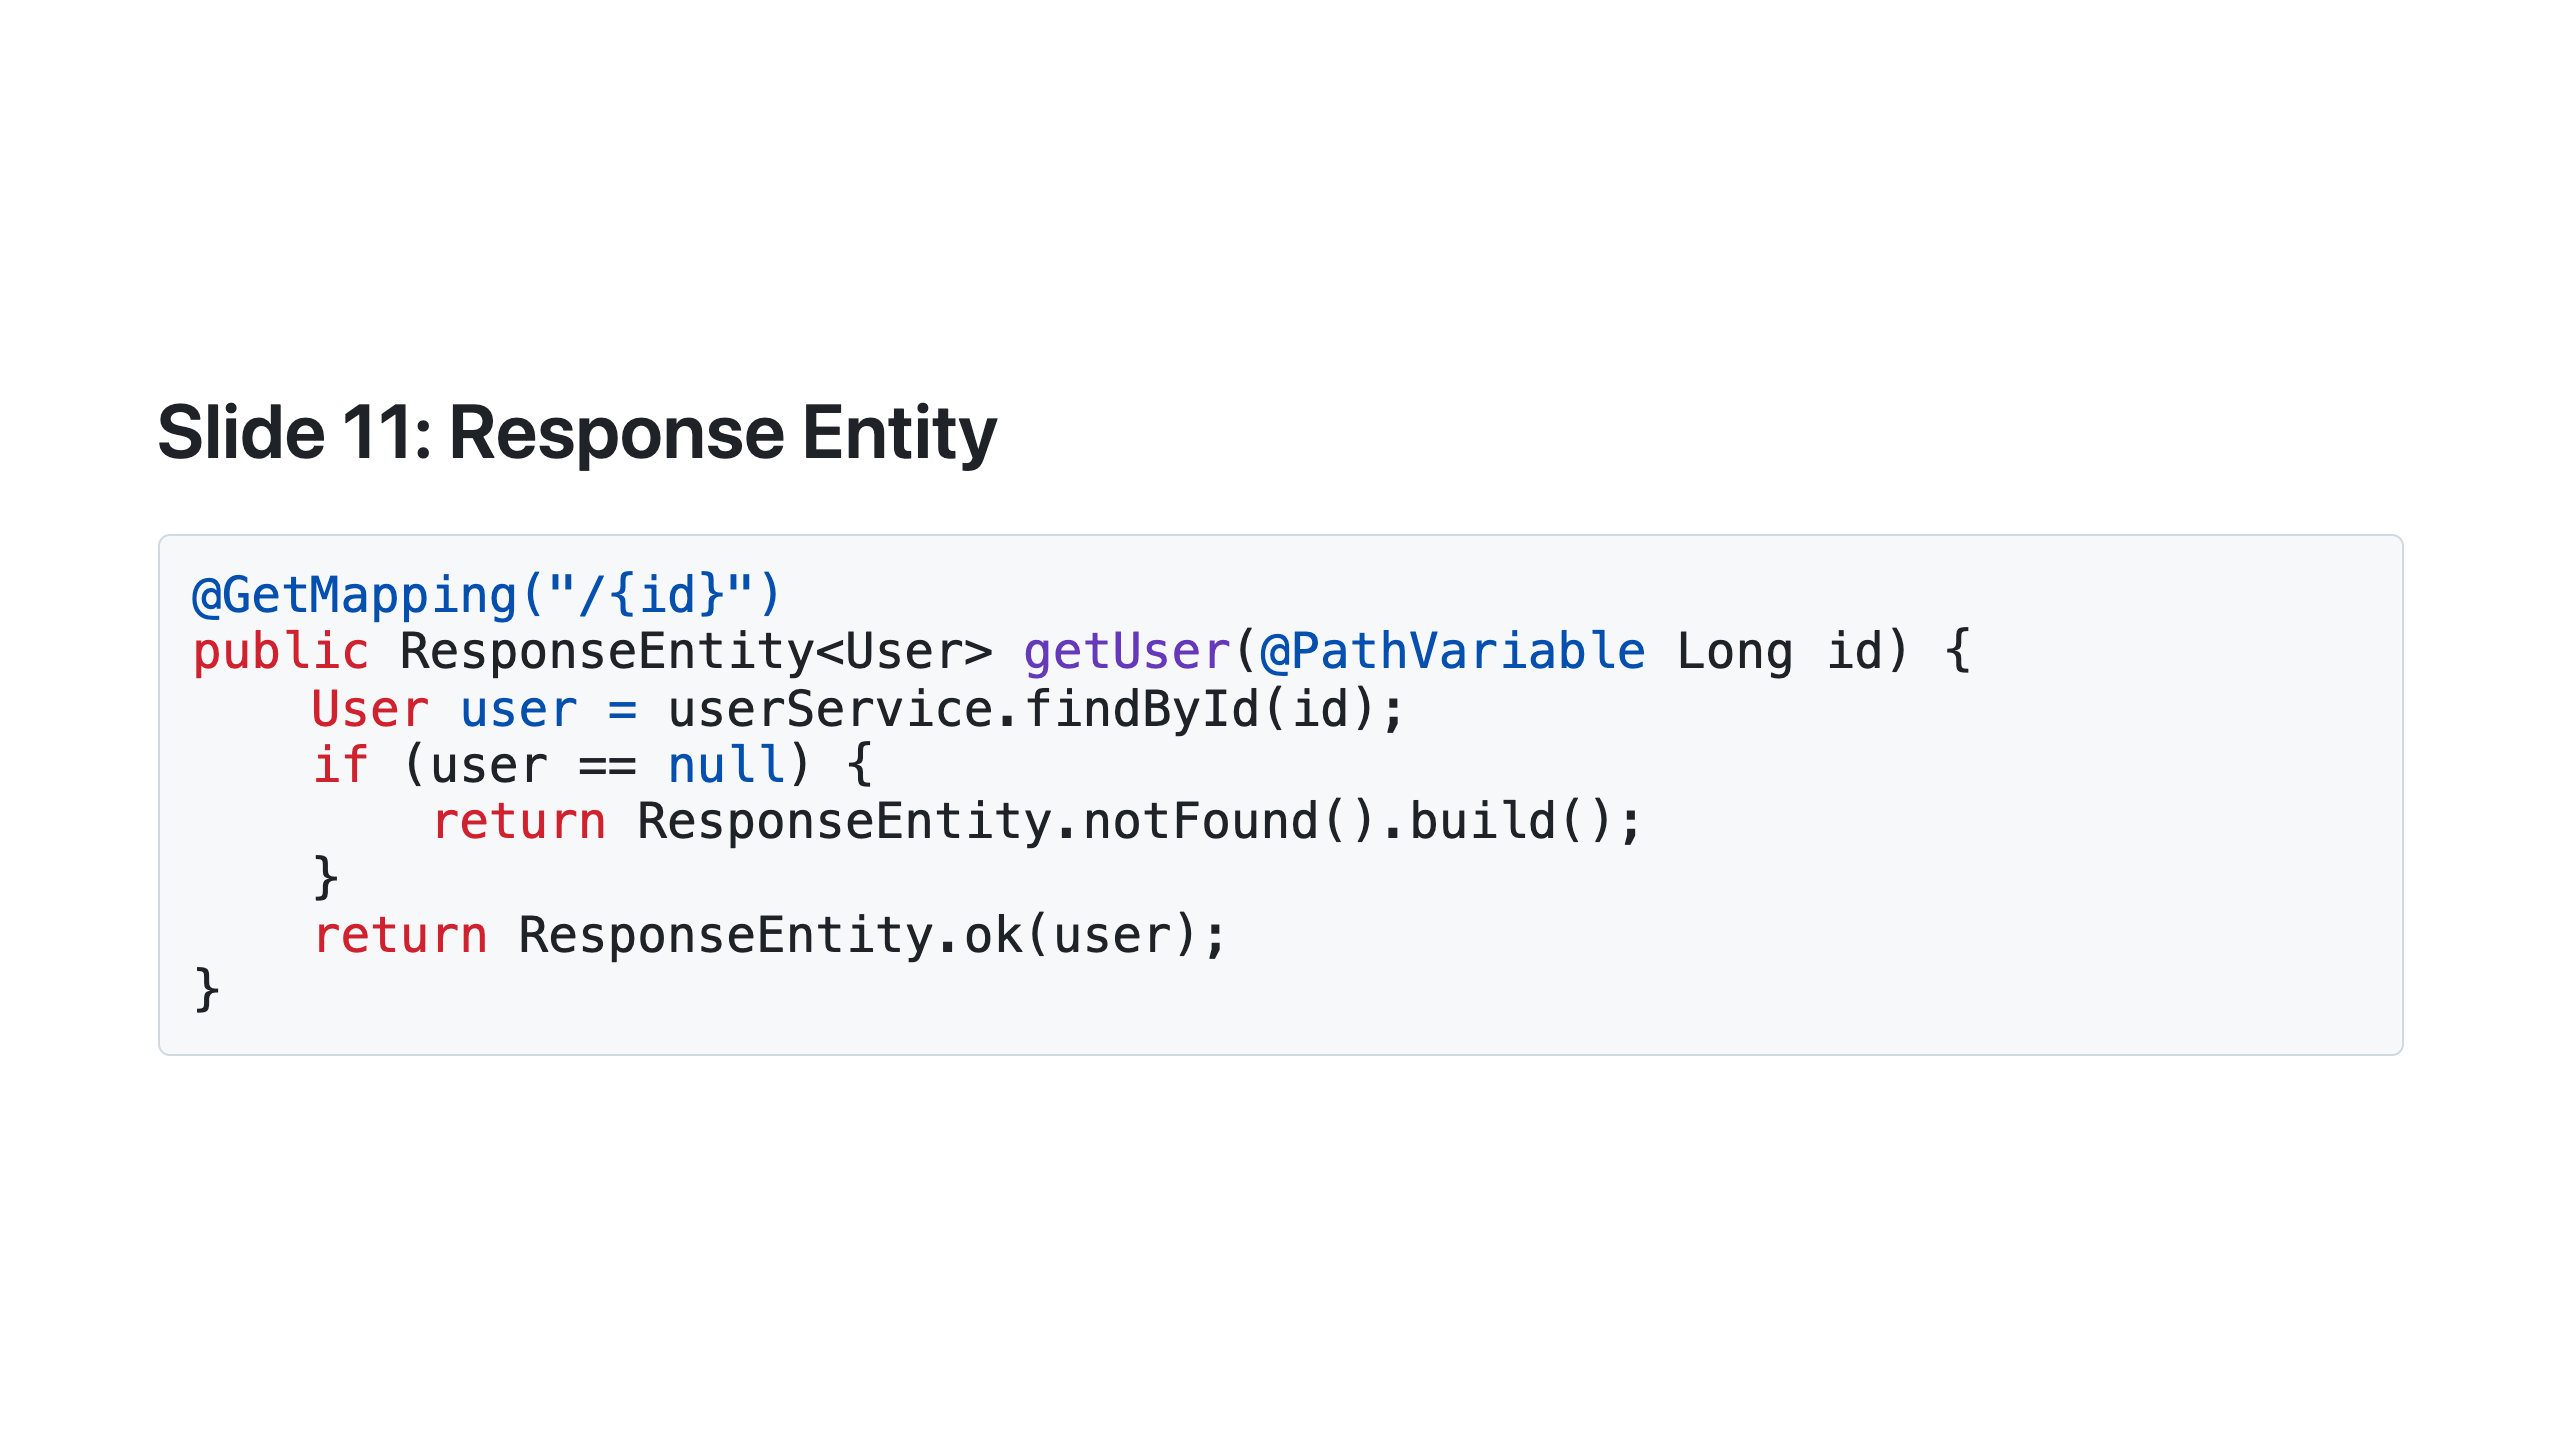 Slide 11: Response Entity
@GetMapping("/{id}")
public ResponseEntity<User> getUser(@PathVariable Long id) {
    User user = userService.findById(id);
    if (user == null) {
        return ResponseEntity.notFound().build();
    }
    return ResponseEntity.ok(user);
}